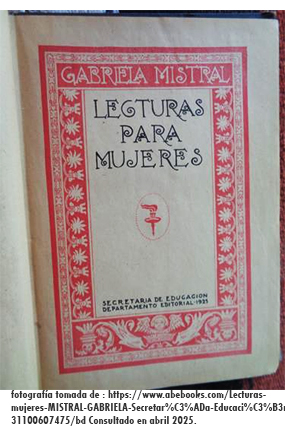 GABRIELA MISTRAL
LECTURAS
PARA
MUJERES
SECRETARIA DE EDUCACION
DEPARTAMENTO EDITORIAL-1923
fotografía tomada de : https://www.abebooks.com/Lecturas-
mujeres-MISTRAL-GABRIELA-Secretar%C3%ADa-Educaci%C3%B3n
31100607475/bd Consultado en abril 2025.